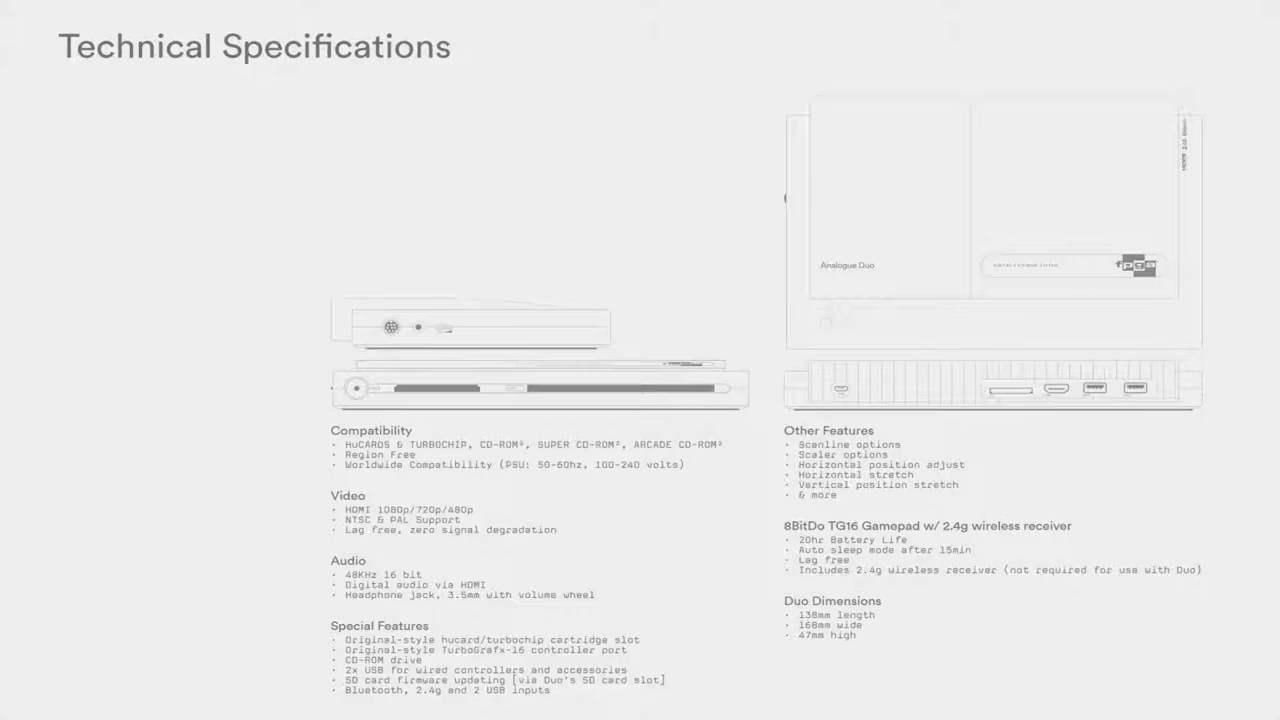 Technical Specifications
Analogue Duo
fpga
Compatibility
· HuCARDS & TURBOCHIP, CD-ROM², SUPER CD-ROM², ARCADE CD-ROM²
· Region Free
· Worldwide Compatibility (PSU: 50-60hz, 100-240 volts)
Video
· HDMI 1080p/720p/480p
· NTSC & PAL Support
· Lag free, zero signal degradation
Audio
· 48KHz 16 bit
· Digital audio via HDMI
· Headphone jack, 3.5mm with volume wheel
Special Features
· Original-style hucard/turbochip cartridge slot
· Original-style TurboGrafx-16 controller port
· CD-ROM drive
· 2x USB for wired controllers and accessories
· SD card firmware updating [via Duo's SD card slot]
· Bluetooth, 2.4g and 2 USB inputs
Other Features
· Scanline options
· Scaler options
· Horizontal position adjust
· Horizontal stretch
· Vertical position stretch
· & more
8BitDo TG16 Gamepad w/ 2.4g wireless receiver
· 20hr Battery Life
· Auto sleep mode after 15min
· Lag free
· Includes 2.4g wireless receiver (not required for use with Duo)
Duo Dimensions
· 138mm length
· 168mm wide
· 47mm high